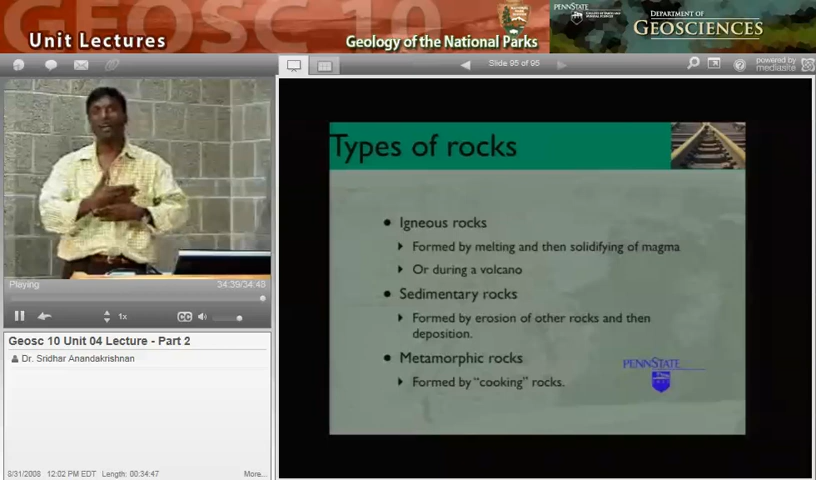 GEOSC 10
Unit Lectures
Geology of the National Parks
PENNSTATE
DEPARTMENT OF
GEOSCIENCES
Slide 95 of 95
powered by
mediasite
Types of rocks
Igneous rocks
Formed by melting and then solidifying of magma
Or during a volcano
Sedimentary rocks
Formed by erosion of other rocks and then
deposition.
Metamorphic rocks
Formed by "cooking" rocks.
PENNSTATE
Playing
34:39/34:48
1x
CC
Geosc 10 Unit 04 Lecture - Part 2
Dr. Sridhar Anandakrishnan
8/31/2008 12:02 PM EDT Length: 00:34:47
More...